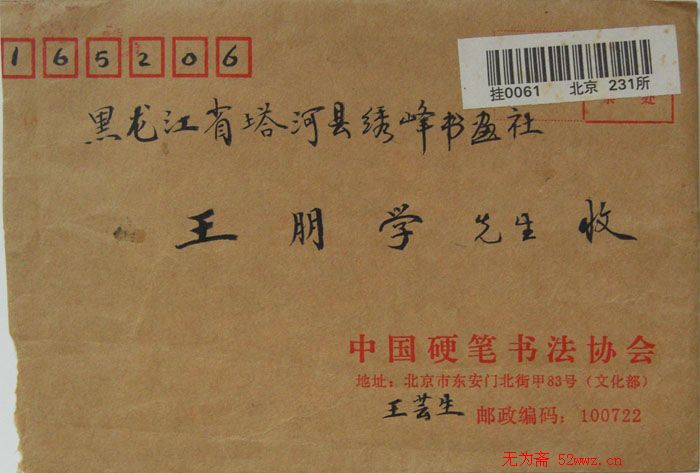 165206
挂0061 北京 231所
黑龙江省塔河县绣峰书画社
王朋学先生收
中国硬笔书法协会
地址：北京市东安门北街甲83号（文化部）
王芸生 邮政编码：100722
无为斋 52wwz.cn